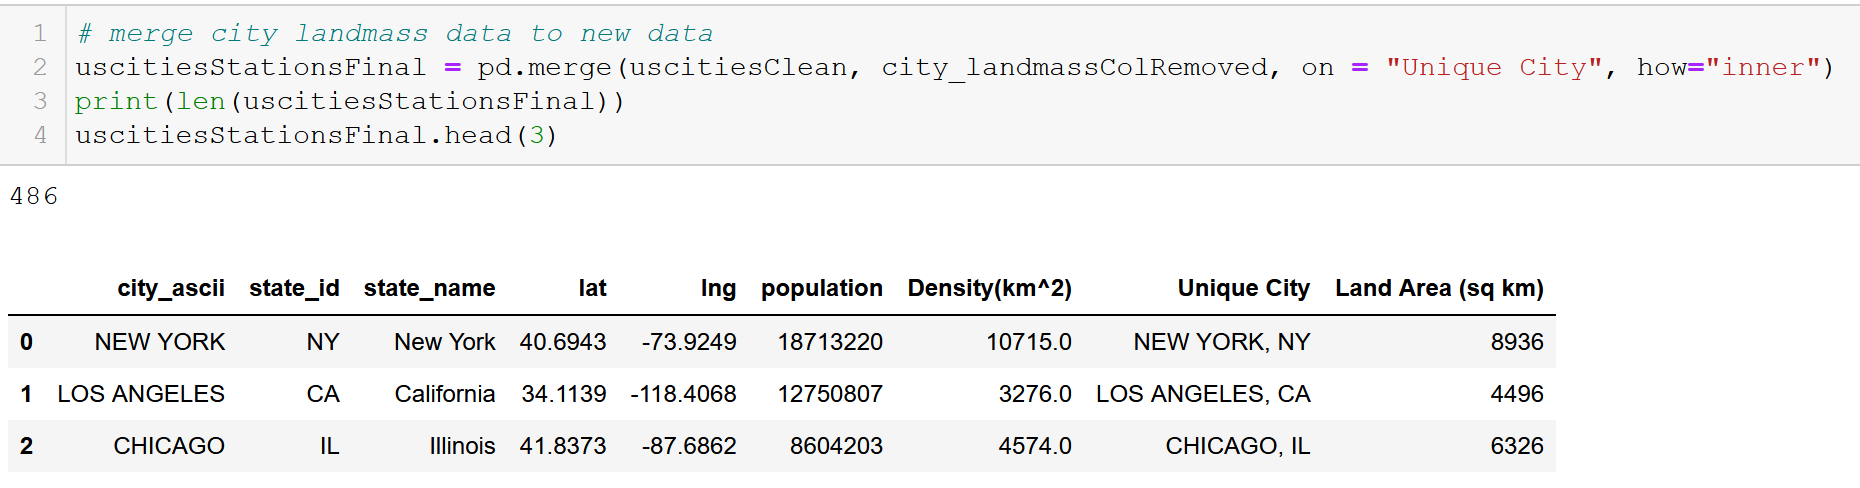 1 # merge city landmass data to new data
2 uscitiesStationsFinal = pd.merge(uscitiesClean, city_landmassColRemoved, on = "Unique City", how="inner")
3 print(len(uscitiesStationsFinal))
4 uscitiesStationsFinal.head(3)
486
city_ascii state_id state_name lat lng population Density(km^2) Unique City Land Area (sq km)
0 NEW YORK NY New York 40.6943 -73.9249 18713220 10715.0 NEW YORK, NY 8936
1 LOS ANGELES CA California 34.1139 -118.4068 12750807 3276.0 LOS ANGELES, CA 4496
2 CHICAGO IL Illinois 41.8373 -87.6862 8604203 4574.0 CHICAGO, IL 6326